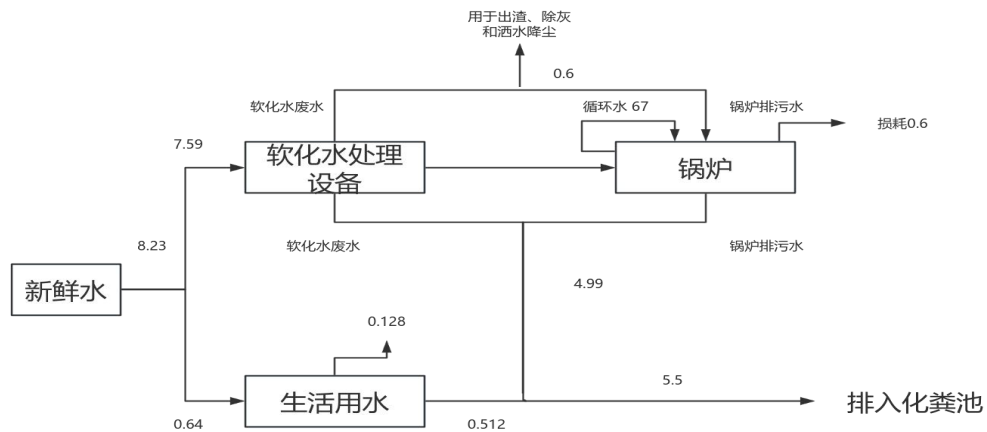 用于出渣、除灰
和洒水降尘
0.6
软化水废水
循环水 67
锅炉排污水
损耗0.6
7.59
软化水处理
设备
锅炉
8.23
软化水废水
锅炉排污水
新鲜水
4.99
0.128
生活用水
5.5
排入化粪池
0.64
0.512